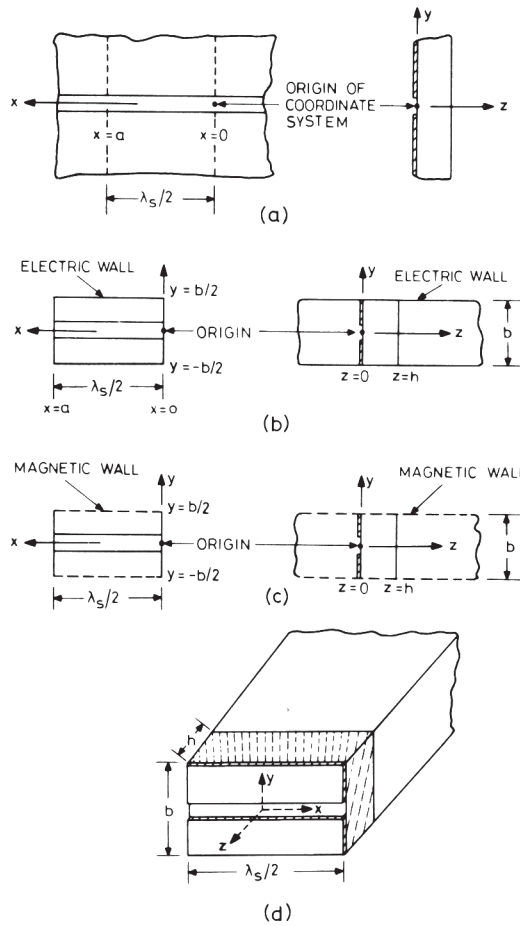 y
x
x = a
x = 0
ORIGIN OF
COORDINATE
SYSTEM
z
λs/2
(a)
ELECTRIC WALL
y = b/2
x
y = -b/2
λs/2
x = a
x = 0
ORIGIN
y
ELECTRIC WALL
z
z = 0
z = h
b
(b)
MAGNETIC WALL
y
y = b/2
x
y = -b/2
λs/2
ORIGIN
y
MAGNETIC WALL
z
z = 0
z = h
b
(c)
h
b
y
x
z
λs/2
(d)